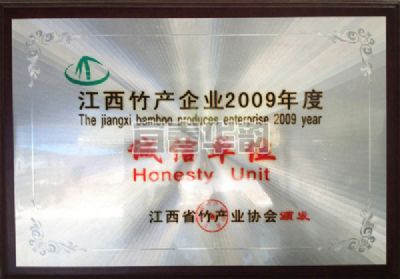 江西竹产企业2009年度
The jiangxi bamboo produces enterprise 2009 year
诚信单位
Honesty Unit
江西省竹产业协会 颁发